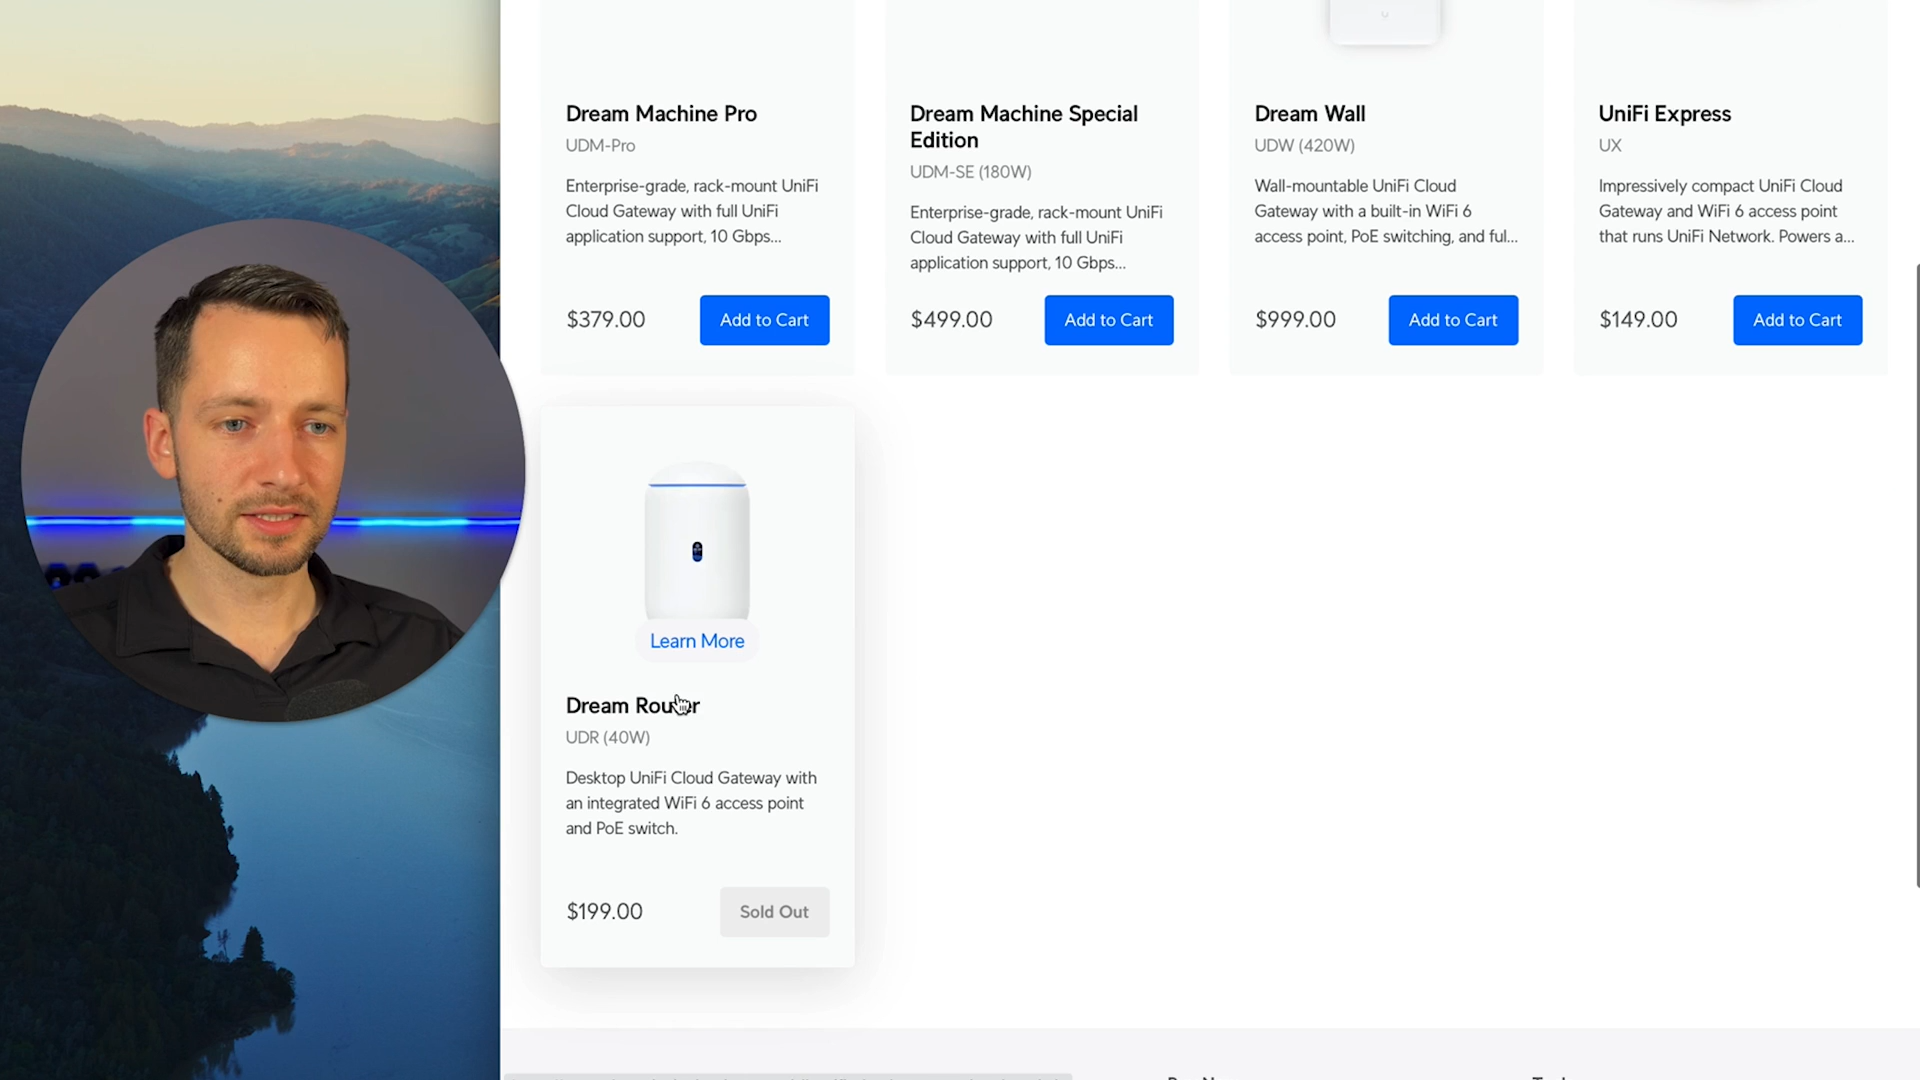 Dream Machine Pro
UDM-Pro
Enterprise-grade, rack-mount UniFi
Cloud Gateway with full UniFi
application support, 10 Gbps...
$379.00
Add to Cart
Dream Machine Special
Edition
UDM-SE (180W)
Enterprise-grade, rack-mount UniFi
Cloud Gateway with full UniFi
application support, 10 Gbps...
$499.00
Add to Cart
Dream Wall
UDW (420W)
Wall-mountable UniFi Cloud
Gateway with a built-in WiFi 6
access point, PoE switching, and ful...
$999.00
Add to Cart
UniFi Express
UX
Impressively compact UniFi Cloud
Gateway and WiFi 6 access point
that runs UniFi Network. Powers a...
$149.00
Add to Cart
Learn More
Dream Router
UDR (40W)
Desktop UniFi Cloud Gateway with
an integrated WiFi 6 access point
and PoE switch.
$199.00
Sold Out